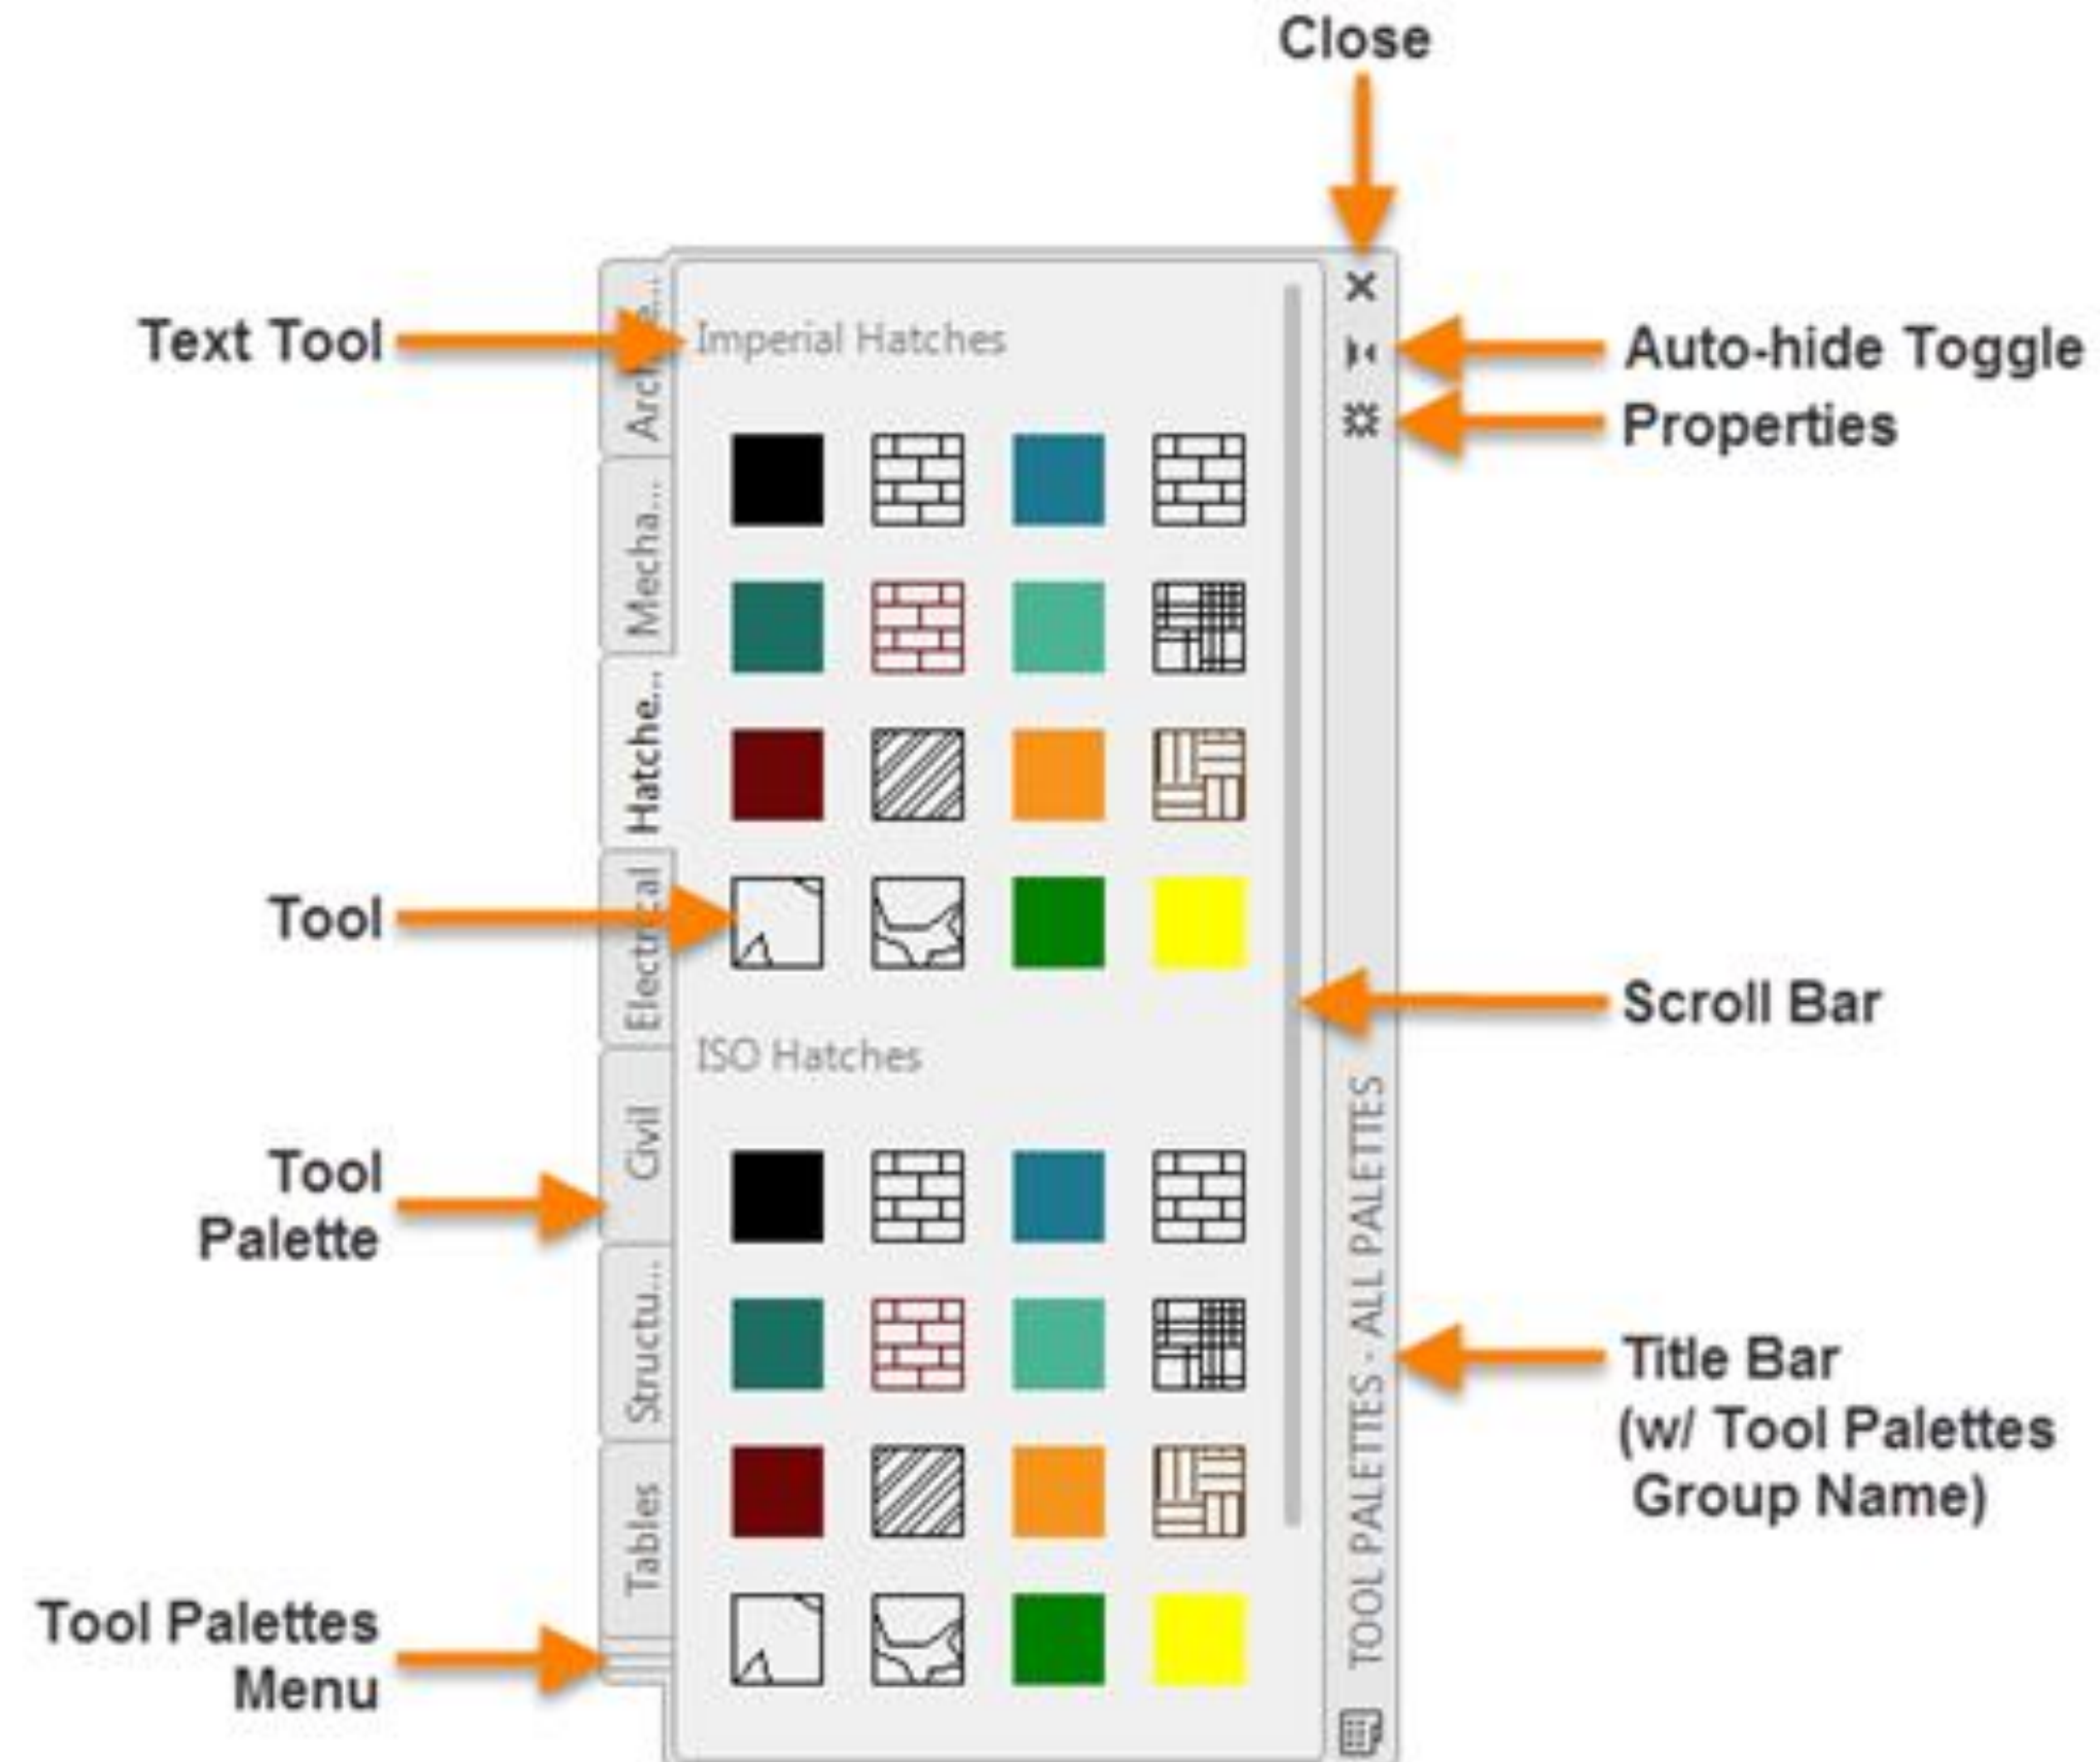 Close
Text Tool
Imperial Hatches
Auto-hide Toggle
Properties
Mecha...
Hatche...
Tool
Electrical
Scroll Bar
ISO Hatches
Civil
Tool
Palette
Structu...
TOOL PALETTES - ALL PALETTES
Title Bar
(w/ Tool Palettes
Group Name)
Tables
Tool Palettes
Menu